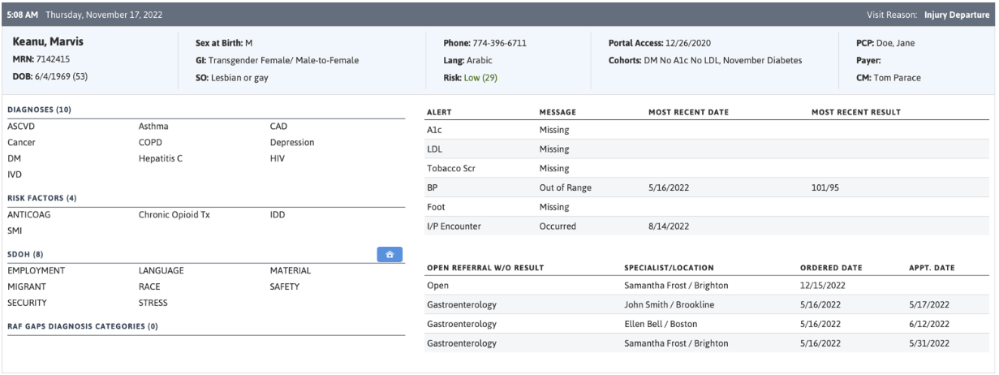 5:08 AM Thursday, November 17, 2022 Visit Reason: Injury Departure
Keanu, Marvis
MRN: 7142415
DOB: 6/4/1969 (53)
Sex at Birth: M
GI: Transgender Female/ Male-to-Female
SO: Lesbian or gay
Phone: 774-396-6711
Lang: Arabic
Risk: Low (29)
Portal Access: 12/26/2020
Cohorts: DM No A1c No LDL, November Diabetes
PCP: Doe, Jane
Payer:
CM: Tom Parace
DIAGNOSES (10)
ASCVD Asthma CAD
Cancer COPD Depression
DM Hepatitis C HIV
IVD
RISK FACTORS (4)
ANTICOAG Chronic Opioid Tx IDD
SMI
SDOH (8)
EMPLOYMENT LANGUAGE MATERIAL
MIGRANT RACE SAFETY
SECURITY STRESS
RAF GAPS DIAGNOSIS CATEGORIES (0)
ALERT MESSAGE MOST RECENT DATE MOST RECENT RESULT
A1c Missing
LDL Missing
Tobacco Scr Missing
BP Out of Range 5/16/2022 101/95
Foot Missing
I/P Encounter Occurred 8/14/2022
OPEN REFERRAL W/O RESULT SPECIALIST/LOCATION ORDERED DATE APPT. DATE
Open Samantha Frost / Brighton 12/15/2022
Gastroenterology John Smith / Brookline 5/16/2022 5/17/2022
Gastroenterology Ellen Bell / Boston 5/16/2022 6/12/2022
Gastroenterology Samantha Frost / Brighton 5/16/2022 5/31/2022